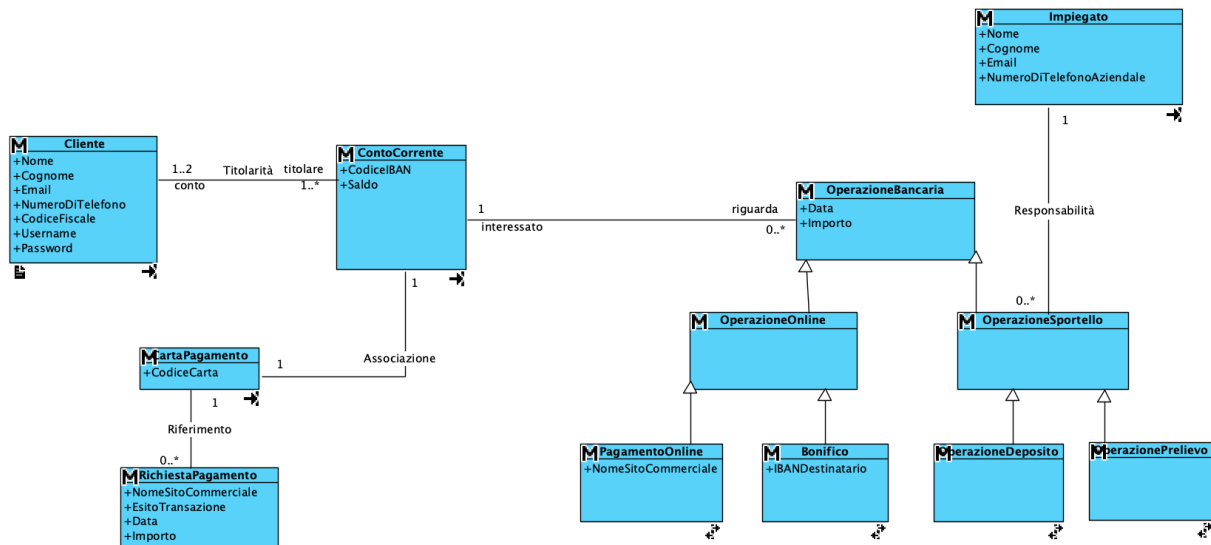 Impiegato
+Nome
+Cognome
+Email
+NumeroDiTelefonoAziendale
1
Cliente
+Nome
+Cognome
+Email
+NumeroDiTelefono
+CodiceFiscale
+Username
+Password
1..2
conto
Titolarità
titolare
1..*
ContoCorrente
+CodiceIBAN
+Saldo
1
interessato
riguarda
0..*
OperazioneBancaria
+Data
+Importo
Responsabilità
0..*
1
Associazione
1
CartaPagamento
+CodiceCarta
1
Riferimento
0..*
RichiestaPagamento
+NomeSitoCommerciale
+EsitoTransazione
+Data
+Importo
OperazioneOnline
OperazioneSportello
PagamentoOnline
+NomeSitoCommerciale
Bonifico
+IBANDestinatario
OperazioneDeposito
OperazionePrelievo